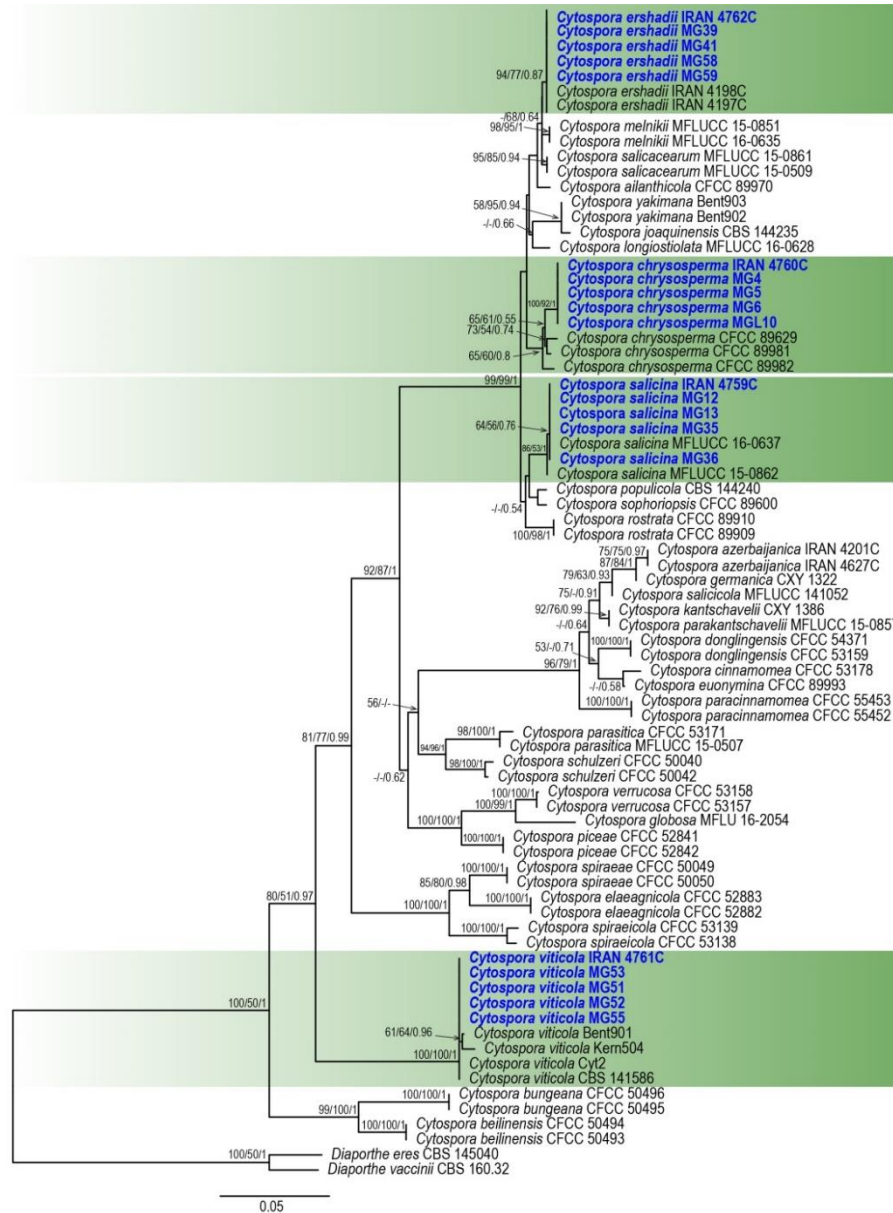 Cytospora ershadii IRAN 4762C
Cytospora ershadii MG39
Cytospora ershadii MG41
Cytospora ershadii MG58
94/77/0.87
Cytospora ershadii MG59
Cytospora ershadii IRAN 4198C
Cytospora ershadii IRAN 4197C
-/68/0.64
98/95/1
Cytospora melnikii MFLUCC 15-0851
Cytospora melnikii MFLUCC 16-0635
95/85/0.94
Cytospora salicacearum MFLUCC 15-0861
Cytospora salicacearum MFLUCC 15-0509
Cytospora ailanthicola CFCC 89970
58/95/0.94
Cytospora yakimana Bent903
Cytospora yakimana Bent902
-/-/0.66
Cytospora joaquinensis CBS 144235
Cytospora longiostiolata MFLUCC 16-0628
Cytospora chrysosperma IRAN 4760C
Cytospora chrysosperma MG4
Cytospora chrysosperma MG5
100/92/1
Cytospora chrysosperma MG6
65/61/0.55
Cytospora chrysosperma MGL10
73/54/0.74
Cytospora chrysosperma CFCC 89629
65/60/0.8
Cytospora chrysosperma CFCC 89981
Cytospora chrysosperma CFCC 89982
99/99/1
Cytospora salicina IRAN 4759C
Cytospora salicina MG12
Cytospora salicina MG13
64/56/0.76
Cytospora salicina MG35
86/53/1
Cytospora salicina MFLUCC 16-0637
Cytospora salicina MG36
Cytospora salicina MFLUCC 15-0862
Cytospora populicola CBS 144240
-/-/0.54
Cytospora sophoriopsis CFCC 89600
Cytospora rostrata CFCC 89910
100/98/1
Cytospora rostrata CFCC 89909
75/75/0.97
Cytospora azerbaijanica IRAN 4201C
87/84/1
Cytospora azerbaijanica IRAN 4627C
79/63/0.93
Cytospora germanica CXY 1322
92/87/1
75/-/0.91
Cytospora salicicola MFLUCC 141052
92/76/0.99
Cytospora kantschavelii CXY 1386
-/-/0.64
Cytospora parakantschavelii MFLUCC 15-0857
53/-/0.71
100/100/1
Cytospora donglingensis CFCC 54371
Cytospora donglingensis CFCC 53159
96/79/1
Cytospora cinnamomea CFCC 53178
-/-/0.58
Cytospora euonymina CFCC 89993
100/100/1
Cytospora paracinnamomea CFCC 55453
56/-/-
Cytospora paracinnamomea CFCC 55452
81/77/0.99
98/100/1
Cytospora parasitica CFCC 53171
94/96/1
Cytospora parasitica MFLUCC 15-0507
98/100/1
Cytospora schulzeri CFCC 50040
-/-/0.62
Cytospora schulzeri CFCC 50042
100/100/1
Cytospora verrucosa CFCC 53158
100/99/1
Cytospora verrucosa CFCC 53157
100/100/1
Cytospora globosa MFLU 16-2054
100/100/1
Cytospora piceae CFCC 52841
Cytospora piceae CFCC 52842
100/100/1
Cytospora spiraeae CFCC 50049
85/80/0.98
Cytospora spiraeae CFCC 50050
80/51/0.97
100/100/1
Cytospora elaeagnicola CFCC 52883
100/100/1
Cytospora elaeagnicola CFCC 52882
100/100/1
Cytospora spiraeicola CFCC 53139
Cytospora spiraeicola CFCC 53138
Cytospora viticola IRAN 4761C
Cytospora viticola MG53
100/50/1
Cytospora viticola MG51
Cytospora viticola MG52
Cytospora viticola MG55
61/64/0.96
Cytospora viticola Bent901
Cytospora viticola Kern504
100/100/1
Cytospora viticola Cyt2
Cytospora viticola CBS 141586
100/100/1
Cytospora bungeana CFCC 50496
99/100/1
Cytospora bungeana CFCC 50495
100/100/1
Cytospora beilinensis CFCC 50494
Cytospora beilinensis CFCC 50493
100/50/1
Diaporthe eres CBS 145040
Diaporthe vaccinii CBS 160.32
0.05